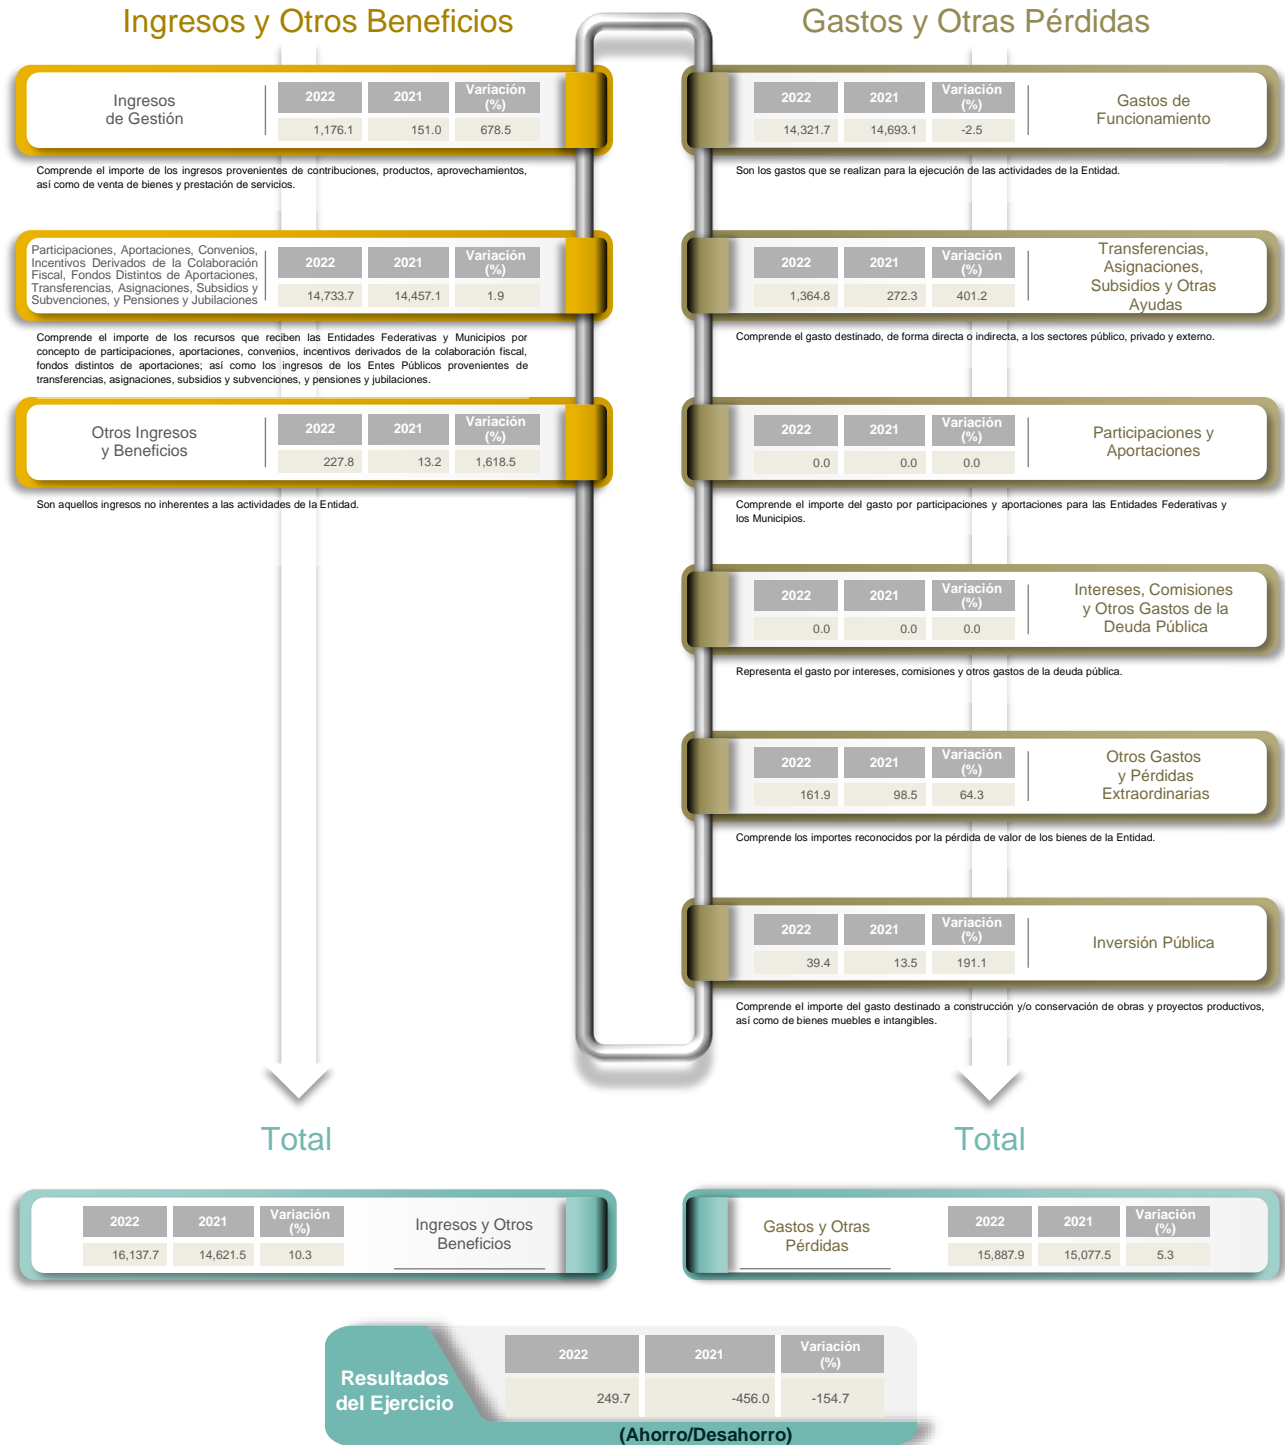 Ingresos y Otros Beneficios
Ingresos
de Gestión
2022 2021 Variación
(%)
1,176.1 151.0 678.5
Comprende el importe de los ingresos provenientes de contribuciones, productos, aprovechamientos,
así como de venta de bienes y prestación de servicios.
Participaciones, Aportaciones, Convenios,
Incentivos Derivados de la Colaboración
Fiscal, Fondos Distintos de Aportaciones,
Transferencias, Asignaciones, Subsidios y
Subvenciones, y Pensiones y Jubilaciones
2022 2021 Variación
(%)
14,733.7 14,457.1 1.9
Comprende el importe de los recursos que reciben las Entidades Federativas y Municipios por
concepto de participaciones, aportaciones, convenios, incentivos derivados de la colaboración fiscal,
fondos distintos de aportaciones; así como los ingresos de los Entes Públicos provenientes de
transferencias, asignaciones, subsidios y subvenciones, y pensiones y jubilaciones.
Otros Ingresos
y Beneficios
2022 2021 Variación
(%)
227.8 13.2 1,618.5
Son aquellos ingresos no inherentes a las actividades de la Entidad.
Gastos y Otras Pérdidas
2022 2021 Variación
(%)
14,321.7 14,693.1 -2.5
Gastos de
Funcionamiento
Son los gastos que se realizan para la ejecución de las actividades de la Entidad.
2022 2021 Variación
(%)
1,364.8 272.3 401.2
Transferencias,
Asignaciones,
Subsidios y Otras
Ayudas
Comprende el gasto destinado, de forma directa o indirecta, a los sectores público, privado y externo.
2022 2021 Variación
(%)
0.0 0.0 0.0
Participaciones y
Aportaciones
Comprende el importe del gasto por participaciones y aportaciones para las Entidades Federativas y
los Municipios.
2022 2021 Variación
(%)
0.0 0.0 0.0
Intereses, Comisiones
y Otros Gastos de la
Deuda Pública
Representa el gasto por intereses, comisiones y otros gastos de la deuda pública.
2022 2021 Variación
(%)
161.9 98.5 64.3
Otros Gastos
y Pérdidas
Extraordinarias
Comprende los importes reconocidos por la pérdida de valor de los bienes de la Entidad.
2022 2021 Variación
(%)
39.4 13.5 191.1
Inversión Pública
Comprende el importe del gasto destinado a construcción y/o conservación de obras y proyectos productivos,
así como de bienes muebles e intangibles.
Total
2022 2021 Variación
(%)
16,137.7 14,621.5 10.3
Ingresos y Otros
Beneficios
Total
Gastos y Otras
Pérdidas
2022 2021 Variación
(%)
15,887.9 15,077.5 5.3
Resultados
del Ejercicio
2022 2021 Variación
(%)
249.7 -456.0 -154.7
(Ahorro/Desahorro)